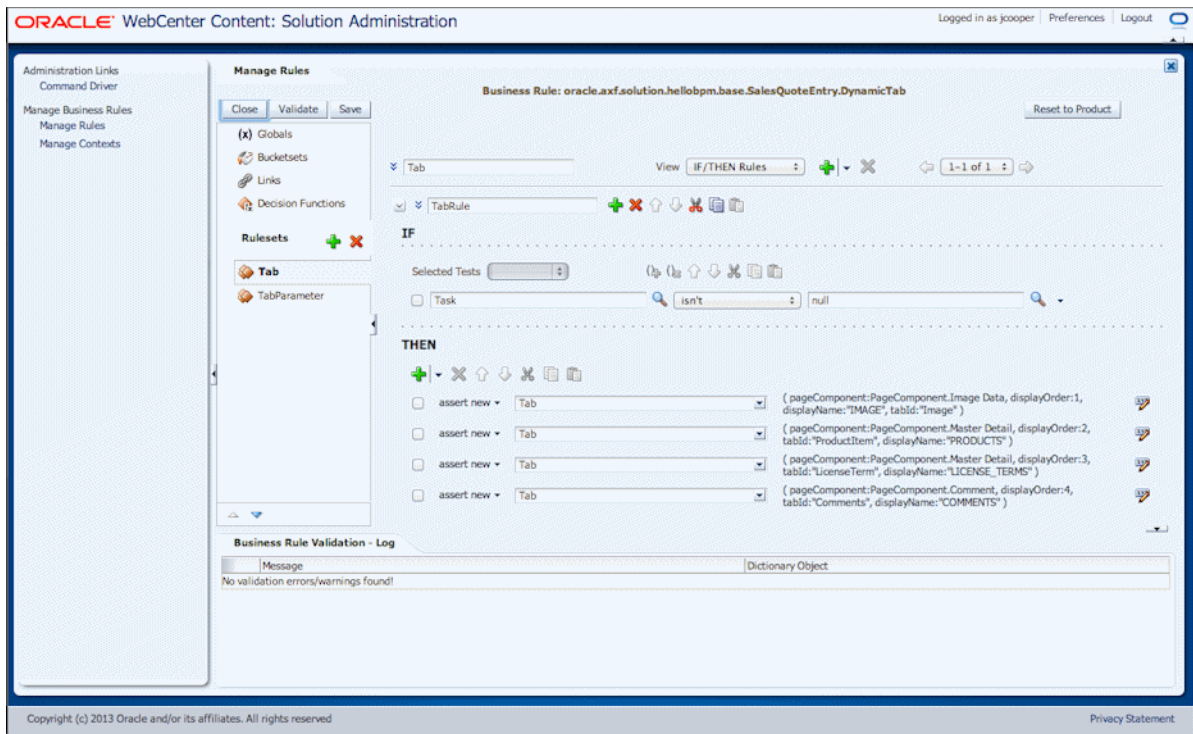 ORACLE WebCenter Content: Solution Administration
Logged in as jcooper Preferences Logout
Administration Links
Command Driver
Manage Business Rules
Manage Rules
Manage Contexts
Manage Rules
Business Rule: oracle.axf.solution.hellobpm.base.SalesQuoteEntry.DynamicTab
Close Validate Save
Reset to Product
(x) Globals
Bucketsets
Links
Decision Functions
Rulesets
Tab
TabParameter
Tab View IF/THEN Rules 1-1 of 1
TabRule
IF
Selected Tests
Task isn't null
THEN
assert new Tab ( pageComponent:PageComponent.Image Data, displayOrder:1,
displayName:"IMAGE", tabId:"Image" )
assert new Tab ( pageComponent:PageComponent.Master Detail, displayOrder:2,
tabId:"ProductItem", displayName:"PRODUCTS" )
assert new Tab ( pageComponent:PageComponent.Master Detail, displayOrder:3,
tabId:"LicenseTerm", displayName:"LICENSE_TERMS" )
assert new Tab ( pageComponent:PageComponent.Comment, displayOrder:4,
tabId:"Comments", displayName:"COMMENTS" )
Business Rule Validation - Log
Message Dictionary Object
No validation errors/warnings found!
Copyright (c) 2013 Oracle and/or its affiliates. All rights reserved
Privacy Statement